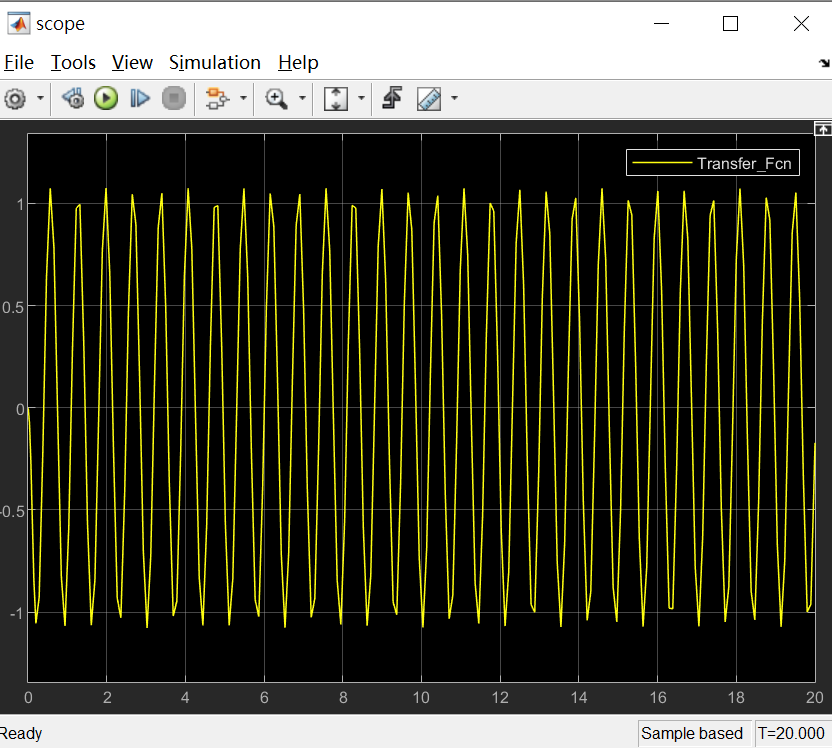 scope
File Tools View Simulation Help
Transfer_Fcn
1
0.5
0
-0.5
-1
0 2 4 6 8 10 12 14 16 18 20
Ready Sample based T=20.000